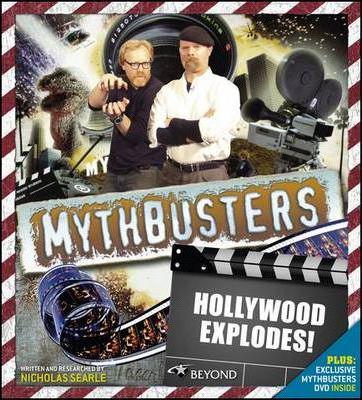 MYTHBUSTERS
HOLLYWOOD
EXPLODES!
WRITTEN AND RESEARCHED BY
NICHOLAS SEARLE
BEYOND
PLUS:
EXCLUSIVE
MYTHBUSTERS
DVD INSIDE